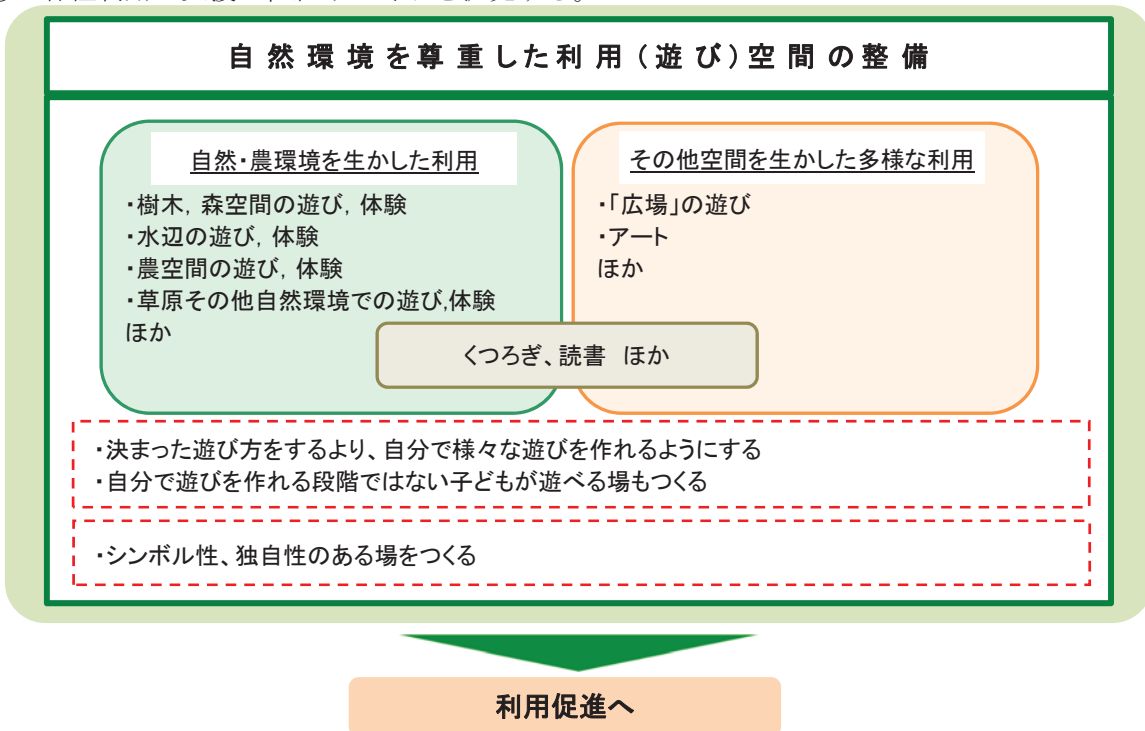 自然環境を尊重した利用(遊び)空間の整備
自然・農環境を生かした利用
・樹木, 森空間の遊び, 体験
・水辺の遊び, 体験
・農空間の遊び, 体験
・草原その他自然環境での遊び,体験
ほか
その他空間を生かした多様な利用
・「広場」の遊び
・アート
ほか
くつろぎ、読書 ほか
・決まった遊び方をするより、自分で様々な遊びを作れるようにする
・自分で遊びを作れる段階ではない子どもが遊べる場もつくる
・シンボル性、独自性のある場をつくる
利用促進へ